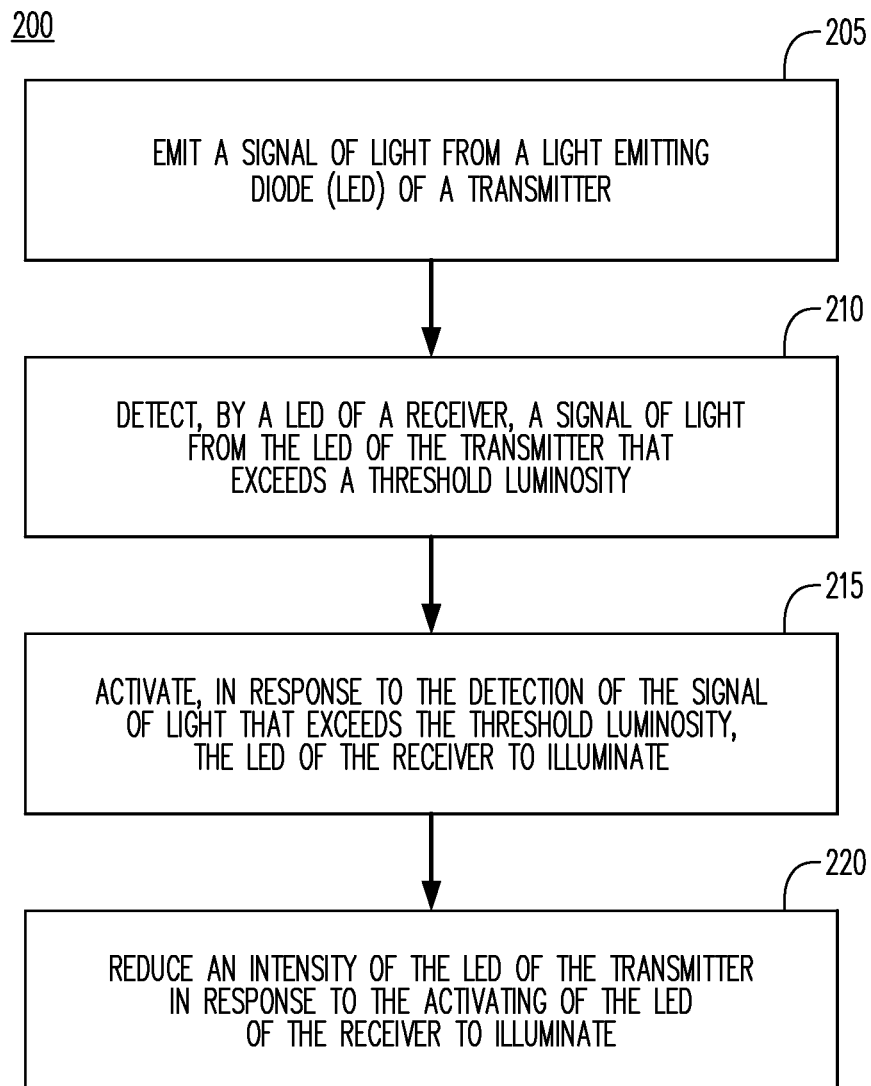 200
205
EMIT A SIGNAL OF LIGHT FROM A LIGHT EMITTING
DIODE (LED) OF A TRANSMITTER
210
DETECT, BY A LED OF A RECEIVER, A SIGNAL OF LIGHT
FROM THE LED OF THE TRANSMITTER THAT
EXCEEDS A THRESHOLD LUMINOSITY
215
ACTIVATE, IN RESPONSE TO THE DETECTION OF THE SIGNAL
OF LIGHT THAT EXCEEDS THE THRESHOLD LUMINOSITY,
THE LED OF THE RECEIVER TO ILLUMINATE
220
REDUCE AN INTENSITY OF THE LED OF THE TRANSMITTER
IN RESPONSE TO THE ACTIVATING OF THE LED
OF THE RECEIVER TO ILLUMINATE